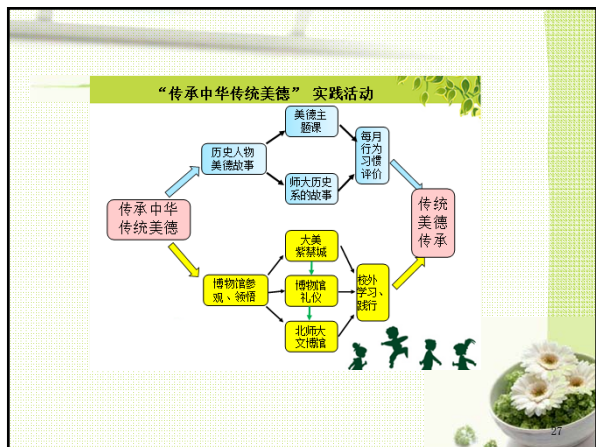 “传承中华传统美德” 实践活动
美德主
题课
历史人物
美德故事
师大历史
系的故事
每月
行为
习惯
评价
传承中华
传统美德
传统
美德
传承
大美
紫禁城
博物馆参
观、领悟
博物馆
礼仪
北师大
文博馆
校外
学习、
践行
27